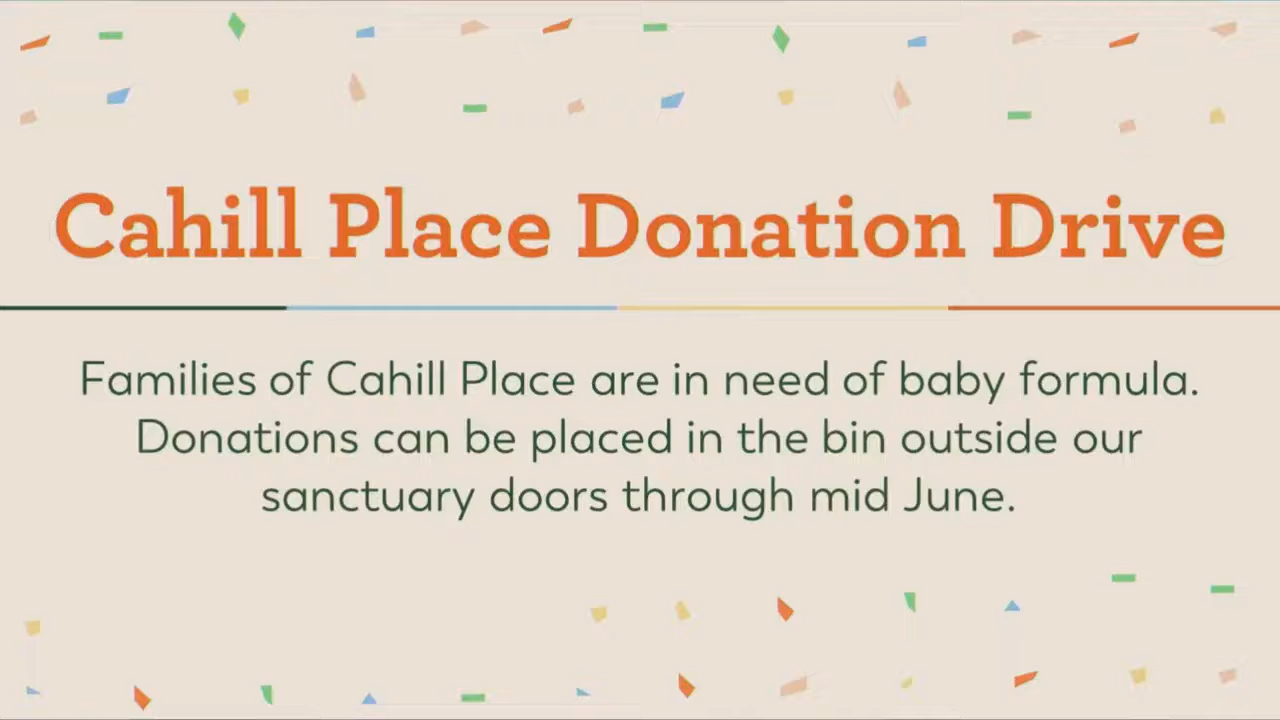 Cahill Place Donation Drive
Families of Cahill Place are in need of baby formula.
Donations can be placed in the bin outside our
sanctuary doors through mid June.